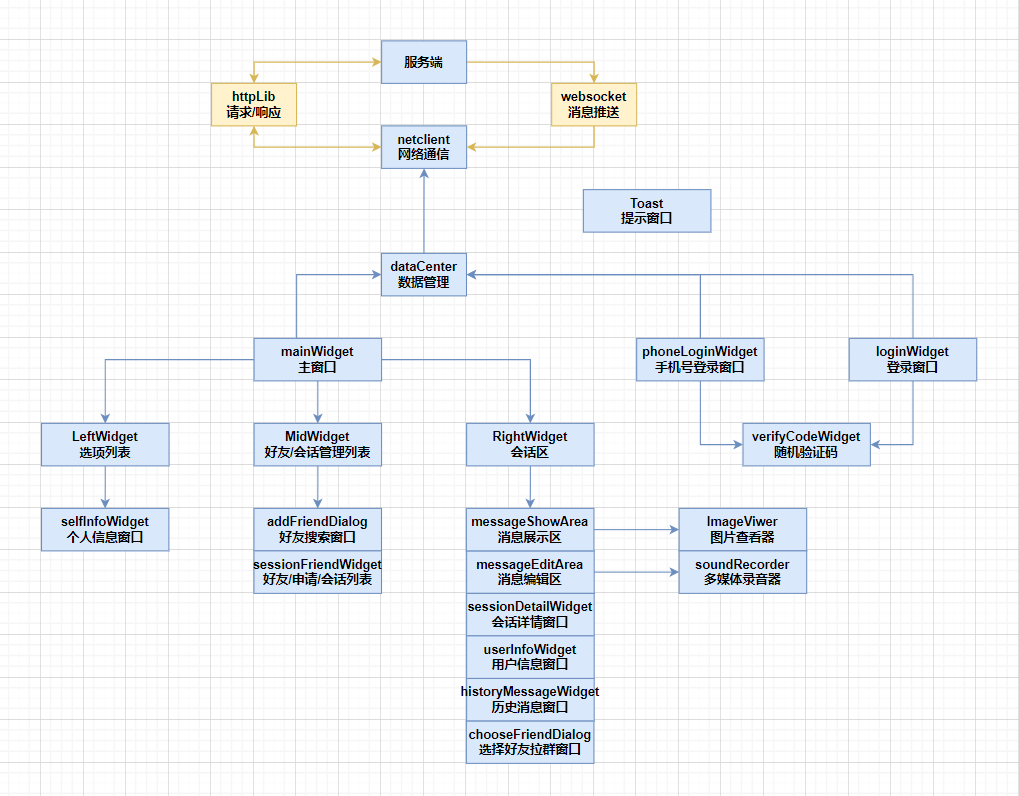 服务端
httpLib
请求/响应
websocket
消息推送
netclient
网络通信
Toast
提示窗口
dataCenter
数据管理
mainWidget
主窗口
phoneLoginWidget
手机号登录窗口
loginWidget
登录窗口
LeftWidget
选项列表
MidWidget
好友/会话管理列表
RightWidget
会话区
verifyCodeWidget
随机验证码
selfInfoWidget
个人信息窗口
addFriendDialog
好友搜索窗口
sessionFriendWidget
好友/申请/会话列表
messageShowArea
消息展示区
messageEditArea
消息编辑区
sessionDetailWidget
会话详情窗口
userInfoWidget
用户信息窗口
historyMessageWidget
历史消息窗口
chooseFriendDialog
选择好友拉群窗口
ImageViwer
图片查看器
soundRecorder
多媒体录音器